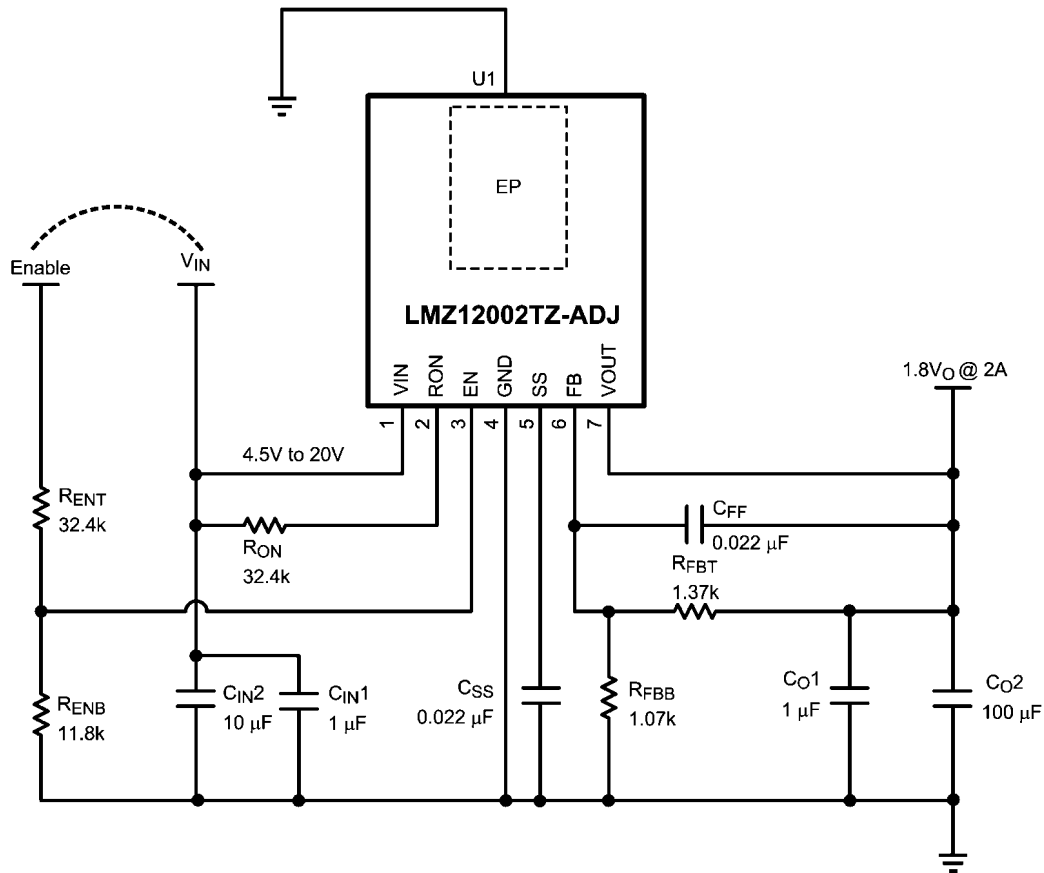 U1
EP
Enable
VIN
LMZ12002TZ-ADJ
VIN
RON
EN
GND
SS
FB
VOUT
1
2
3
4
5
6
7
1.8VO @ 2A
4.5V to 20V
RENT
32.4k
RON
32.4k
CFF
0.022 µF
RFBT
1.37k
RENB
11.8k
CIN2
10 µF
CIN1
1 µF
CSS
0.022 µF
RFBB
1.07k
CO1
1 µF
CO2
100 µF